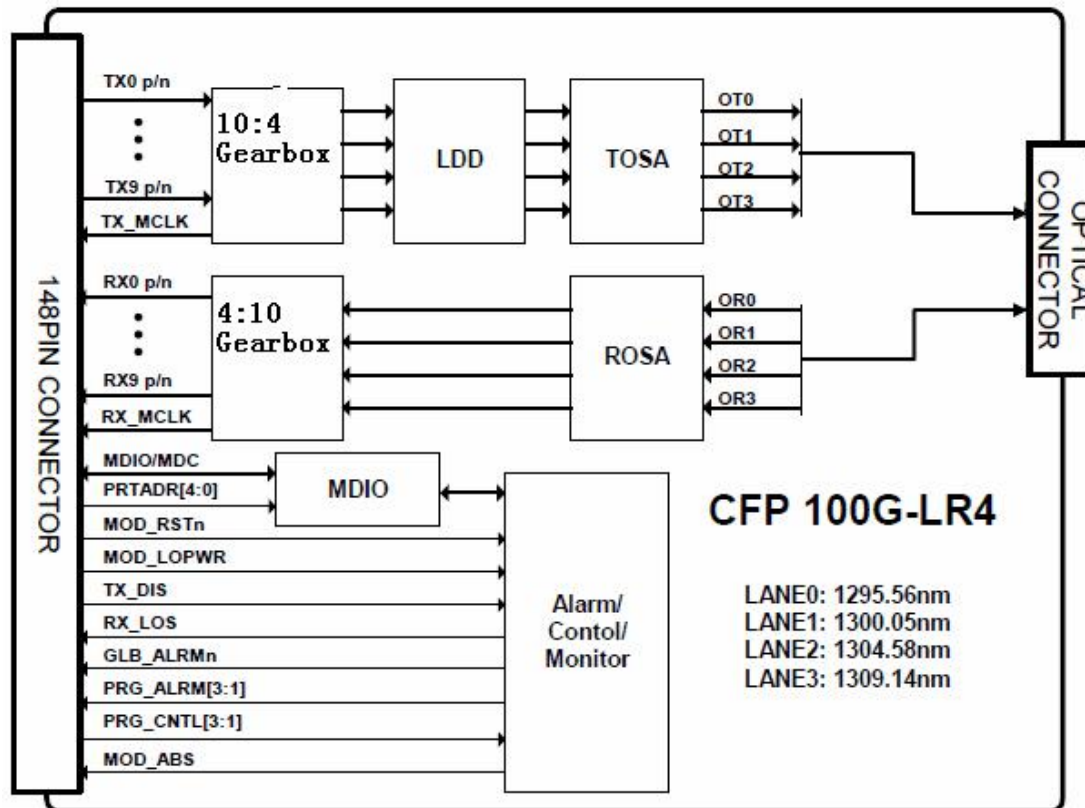 TX0 p/n
TX9 p/n
TX_MCLK
10:4
Gearbox
LDD
TOSA
OT0
OT1
OT2
OT3
OPTICAL
CONNECTOR
148PIN CONNECTOR
RX0 p/n
RX9 p/n
RX_MCLK
4:10
Gearbox
ROSA
OR0
OR1
OR2
OR3
MDIO/MDC
PRTADR[4:0]
MOD_RSTn
MOD_LOPWR
TX_DIS
RX_LOS
GLB_ALRMn
PRG_ALRM[3:1]
PRG_CNTL[3:1]
MOD_ABS
MDIO
Alarm/
Contol/
Monitor
CFP 100G-LR4
LANE0: 1295.56nm
LANE1: 1300.05nm
LANE2: 1304.58nm
LANE3: 1309.14nm